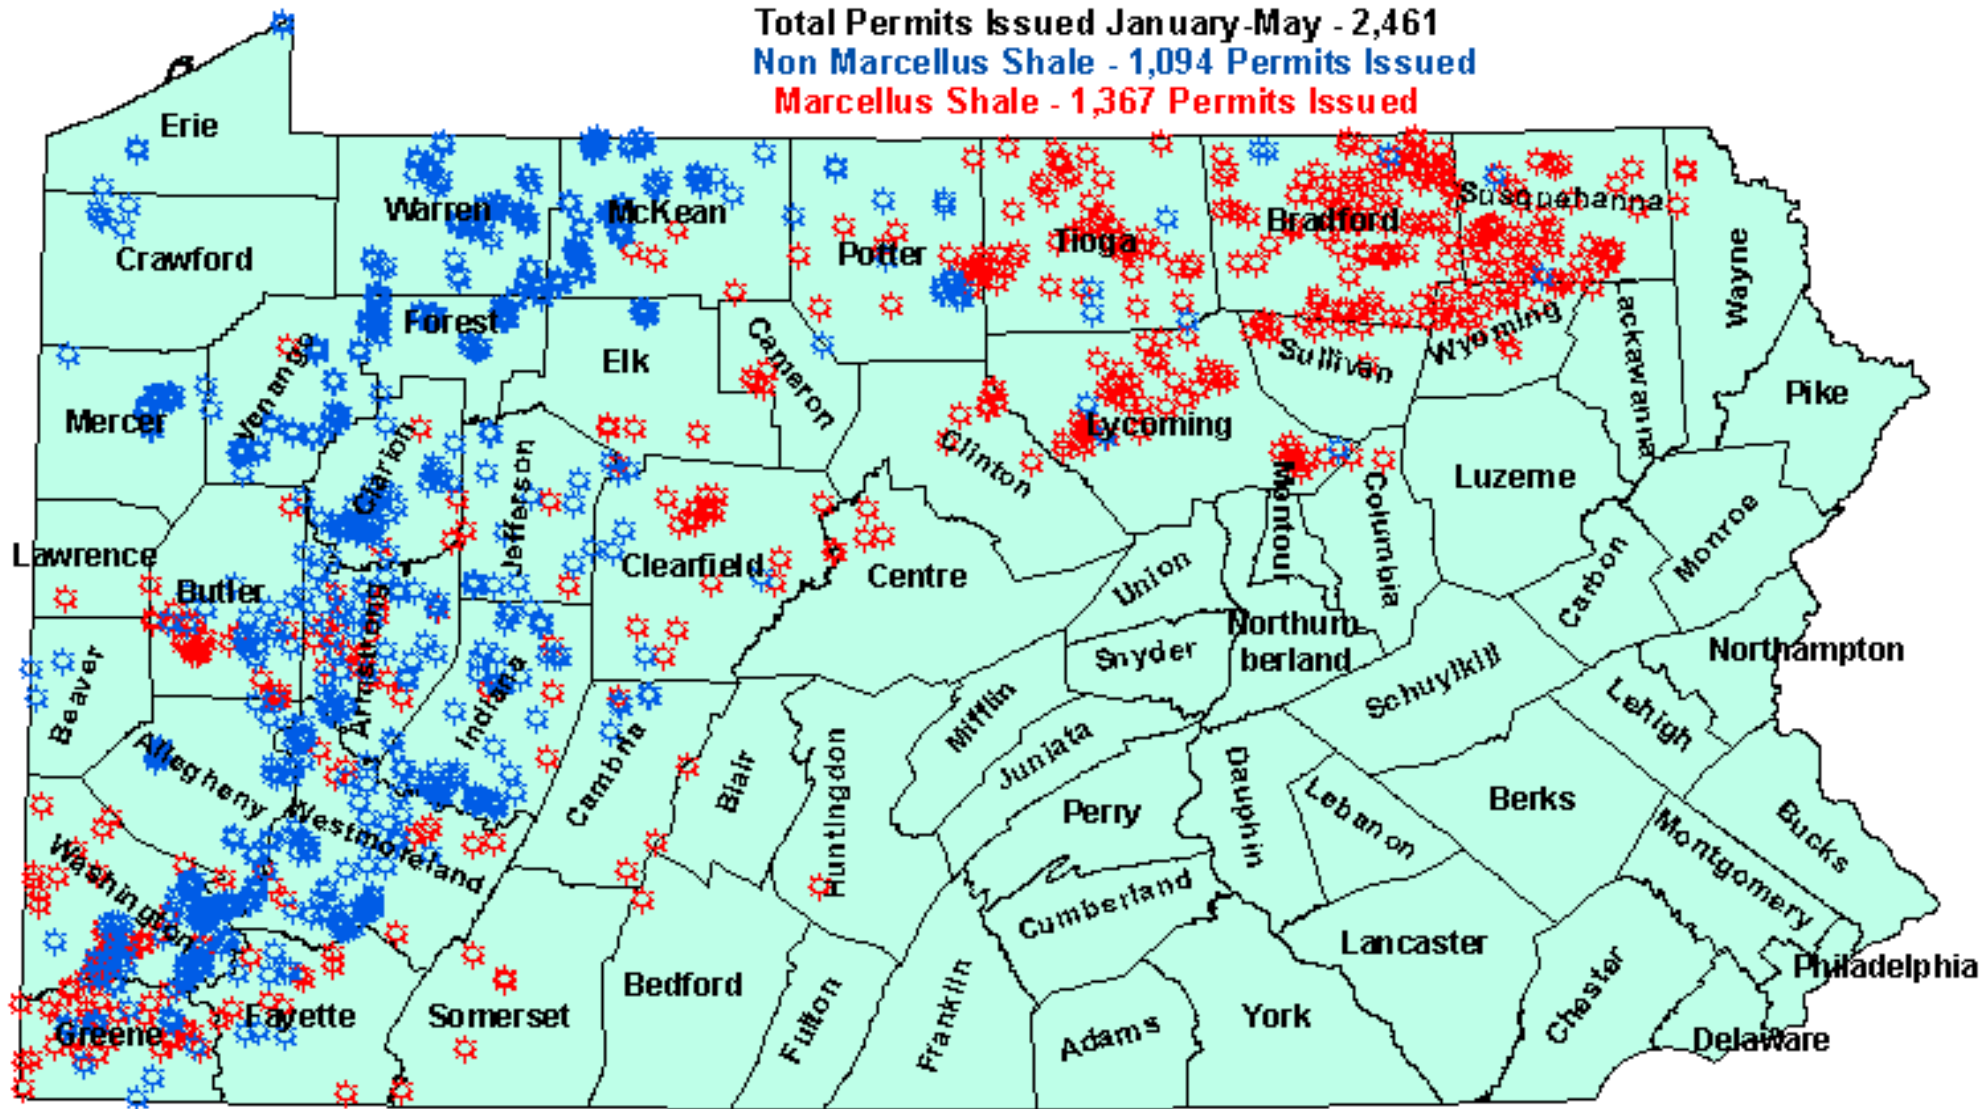 Total Permits Issued January-May - 2,461
Non Marcellus Shale - 1,094 Permits Issued
Marcellus Shale - 1,367 Permits Issued
Erie
Warren
McKean
Potter
Tioga
Bradford
Susquehanna
Wayne
Crawford
Forest
Elk
Cameron
Sullivan
Wyoming
Lackawanna
Pike
Mercer
Venango
Clarion
Jefferson
Clinton
Lycoming
Montour
Columbia
Luzerne
Monroe
Lawrence
Butler
Armstrong
Clearfield
Centre
Union
Carbon
Beaver
Indiana
Snyder
Northum-
berland
Schuylkill
Northampton
Lehigh
Allegheny
Westmoreland
Cambria
Blair
Huntingdon
Mifflin
Juniata
Perry
Dauphin
Lebanon
Berks
Montgomery
Bucks
Washington
Cumberland
Lancaster
Chester
Philadelphia
Delaware
Greene
Fayette
Somerset
Bedford
Fulton
Franklin
Adams
York